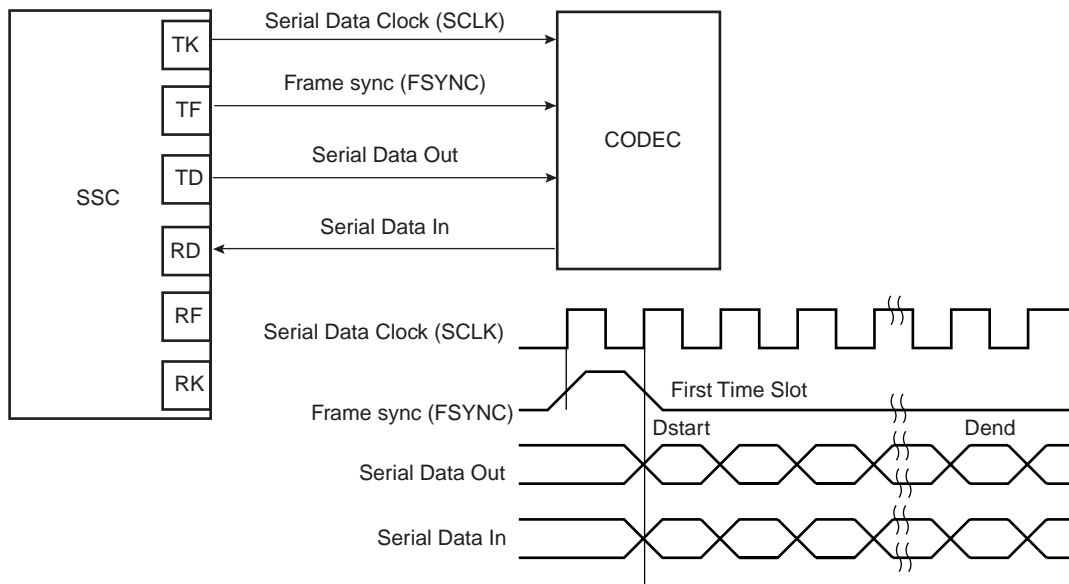 Serial Data Clock (SCLK)
TK
Frame sync (FSYNC)
TF
CODEC
Serial Data Out
TD
SSC
Serial Data In
RD
RF
Serial Data Clock (SCLK)
RK
First Time Slot
Frame sync (FSYNC)
Dstart
Dend
Serial Data Out
Serial Data In